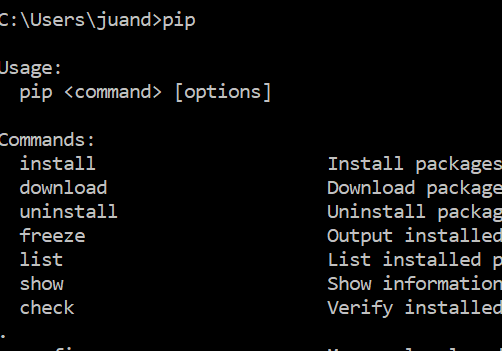 C:\Users\juand>pip
Usage:
pip <command> [options]
Commands:
install Install packages
download Download package
uninstall Uninstall packag
freeze Output installed
list List installed p
show Show information
check Verify installed
.